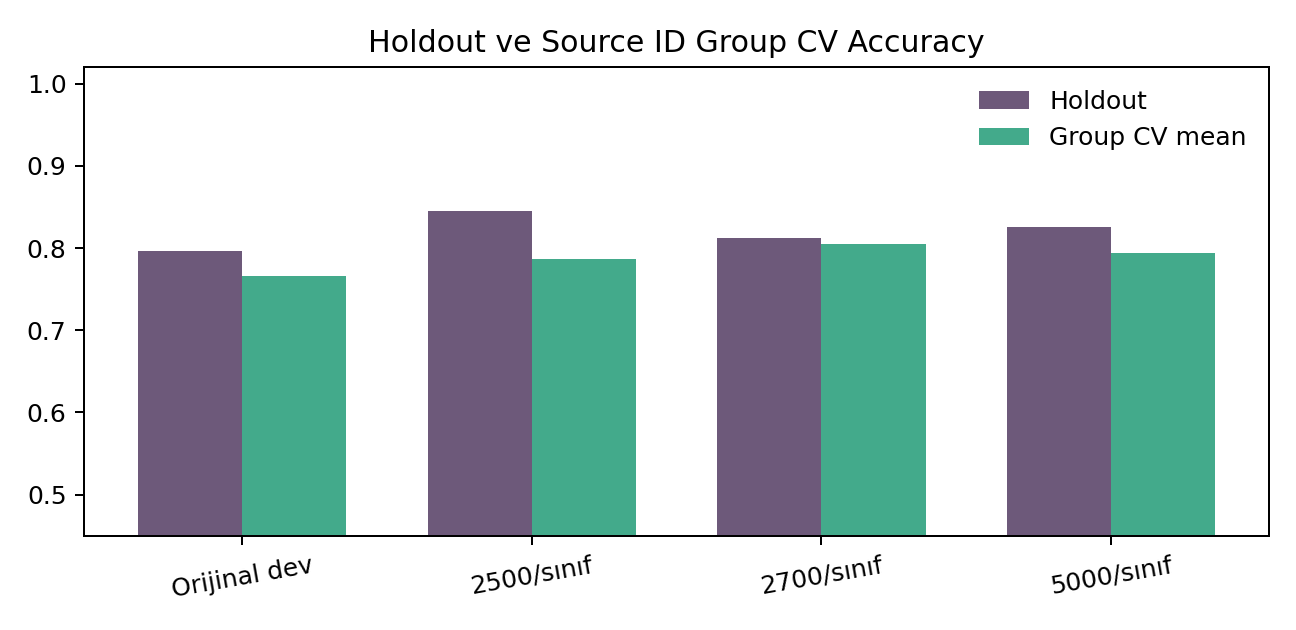 Holdout ve Source ID Group CV Accuracy
Holdout
Group CV mean
1.0
0.9
0.8
0.7
0.6
0.5
Orijinal dev
2500/sınıf
2700/sınıf
5000/sınıf